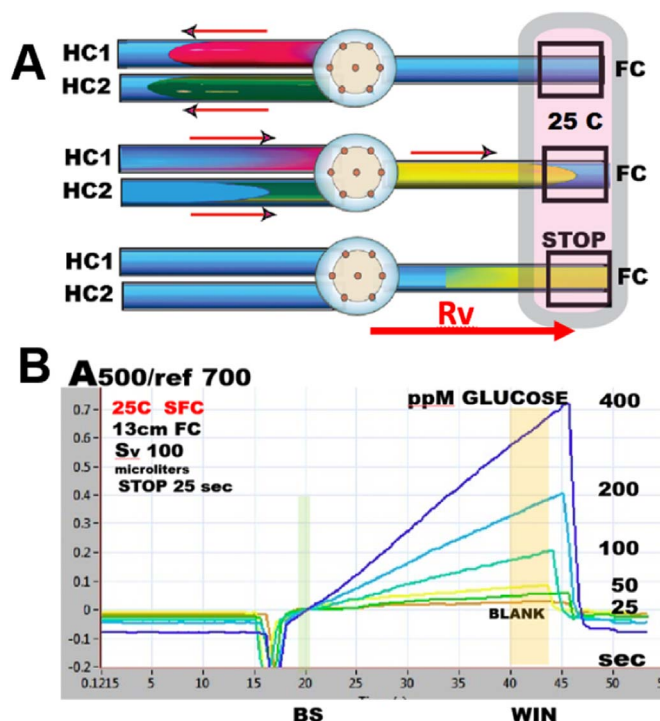 A
HC1
FC
HC2
25 C
HC1
FC
HC2
STOP
HC1
FC
HC2
Rv
B
A500/ref 700
ppM GLUCOSE
400
25C SFC
13cm FC
Sv 100
microliters
STOP 25 sec
200
100
50
25
BLANK
sec
0.7
0.6
0.5
0.4
0.3
0.2
0.1
0
-0.1
-0.2
0.1215 5 10 15 20 25 30 35 40 45 50
BS WIN